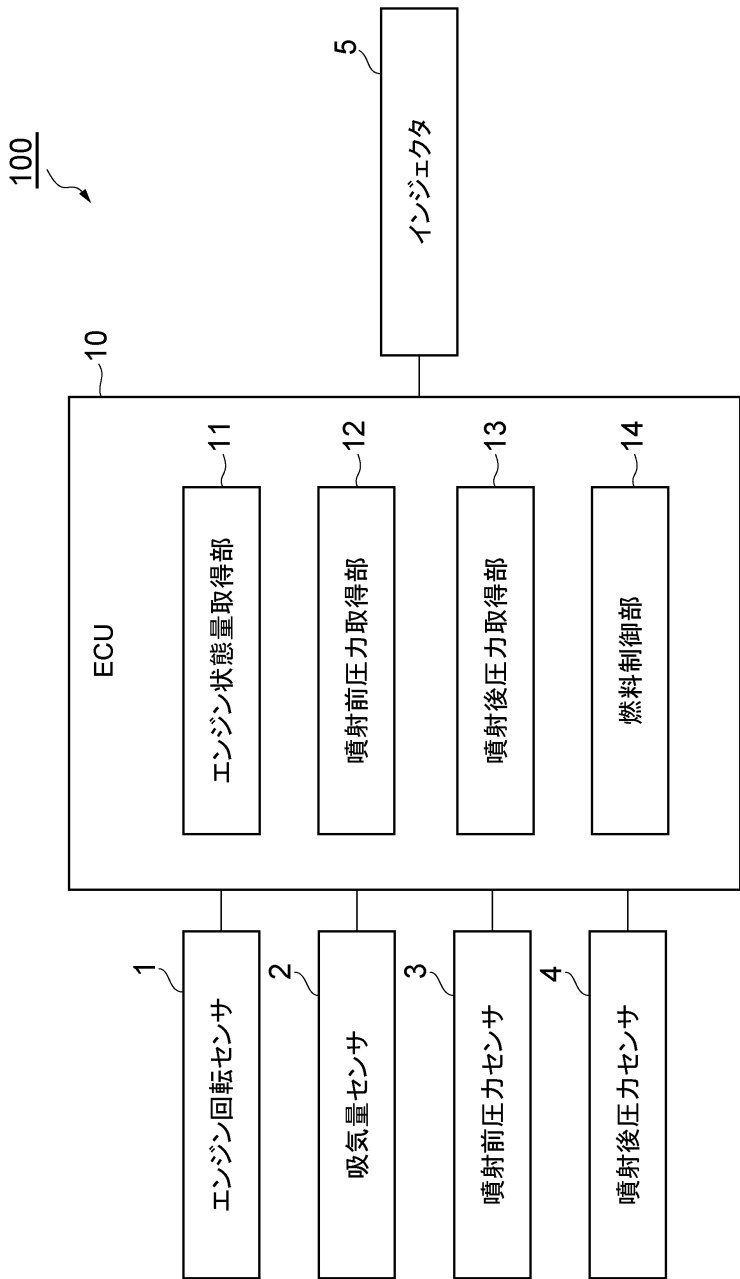 100
1
エンジン回転センサ
2
吸気量センサ
3
噴射前圧力センサ
4
噴射後圧力センサ
10
ECU
11
エンジン状態量取得部
12
噴射前圧力取得部
13
噴射後圧力取得部
14
燃料制御部
5
インジェクタ